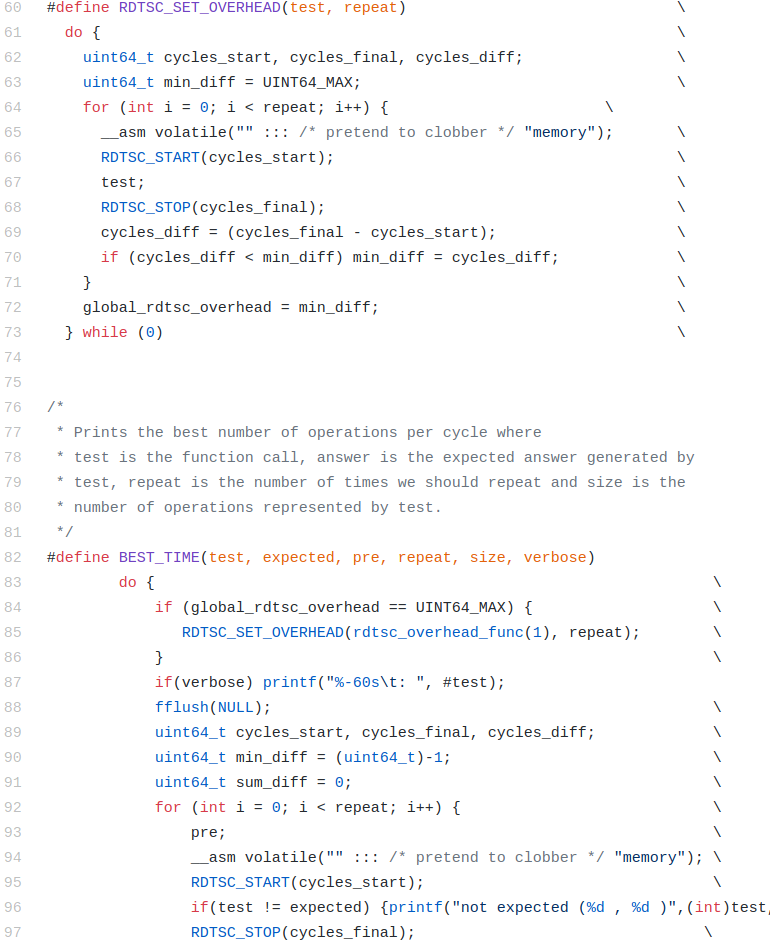 60 #define RDTSC_SET_OVERHEAD(test, repeat) \
61 do { \
62 uint64_t cycles_start, cycles_final, cycles_diff; \
63 uint64_t min_diff = UINT64_MAX; \
64 for (int i = 0; i < repeat; i++) { \
65 __asm volatile("" ::: /* pretend to clobber */ "memory"); \
66 RDTSC_START(cycles_start); \
67 test; \
68 RDTSC_STOP(cycles_final); \
69 cycles_diff = (cycles_final - cycles_start); \
70 if (cycles_diff < min_diff) min_diff = cycles_diff; \
71 } \
72 global_rdtsc_overhead = min_diff; \
73 } while (0) \
74
75
76 /*
77 * Prints the best number of operations per cycle where
78 * test is the function call, answer is the expected answer generated by
79 * test, repeat is the number of times we should repeat and size is the
80 * number of operations represented by test.
81 */
82 #define BEST_TIME(test, expected, pre, repeat, size, verbose)
83 do { \
84 if (global_rdtsc_overhead == UINT64_MAX) { \
85 RDTSC_SET_OVERHEAD(rdtsc_overhead_func(1), repeat); \
86 } \
87 if(verbose) printf("%-60s\t: ", #test);
88 fflush(NULL); \
89 uint64_t cycles_start, cycles_final, cycles_diff; \
90 uint64_t min_diff = (uint64_t)-1; \
91 uint64_t sum_diff = 0; \
92 for (int i = 0; i < repeat; i++) { \
93 pre; \
94 __asm volatile("" ::: /* pretend to clobber */ "memory"); \
95 RDTSC_START(cycles_start); \
96 if(test != expected) {printf("not expected (%d , %d )",(int)test,
97 RDTSC_STOP(cycles_final); \